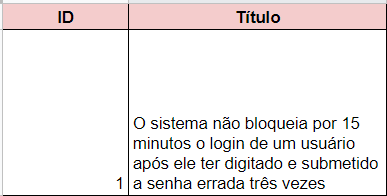 ID Título
O sistema não bloqueia por 15
minutos o login de um usuário
após ele ter digitado e submetido
1 a senha errada três vezes